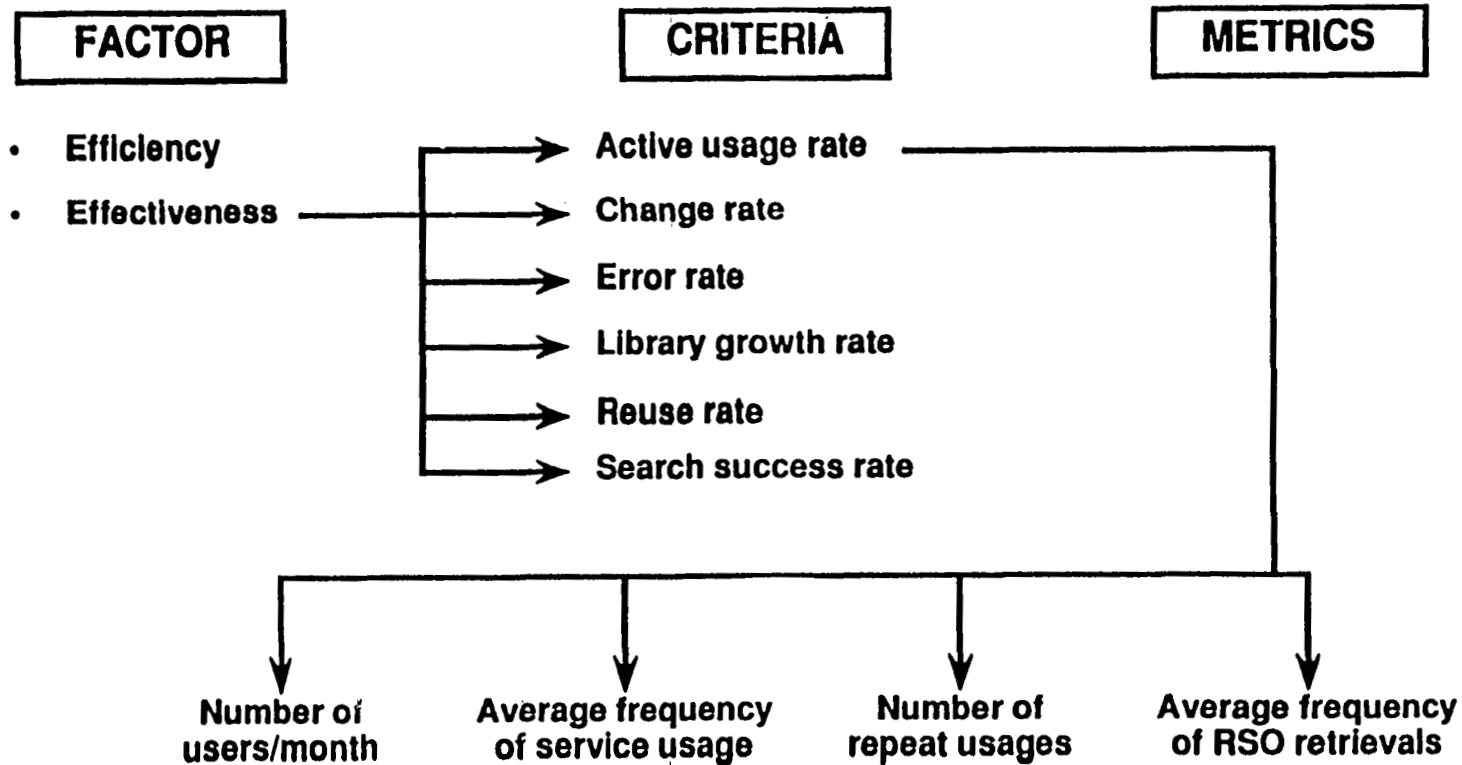 FACTOR
CRITERIA
METRICS
• Efficiency
• Effectiveness
Active usage rate
Change rate
Error rate
Library growth rate
Reuse rate
Search success rate
Number of
users/month
Average frequency
of service usage
Number of
repeat usages
Average frequency
of RSO retrievals